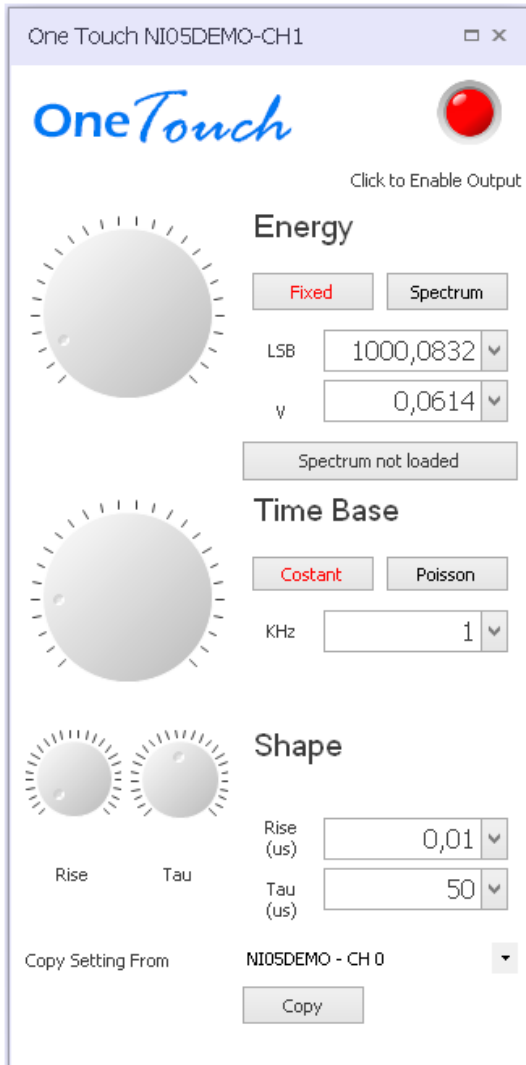 One Touch NI05DEMO-CH1
OneTouch
Click to Enable Output
Energy
Fixed Spectrum
LSB 1000,0832
V 0,0614
Spectrum not loaded
Time Base
Costant Poisson
KHz 1
Shape
Rise (us) 0,01
Tau (us) 50
Rise Tau
Copy Setting From NI05DEMO - CH 0
Copy